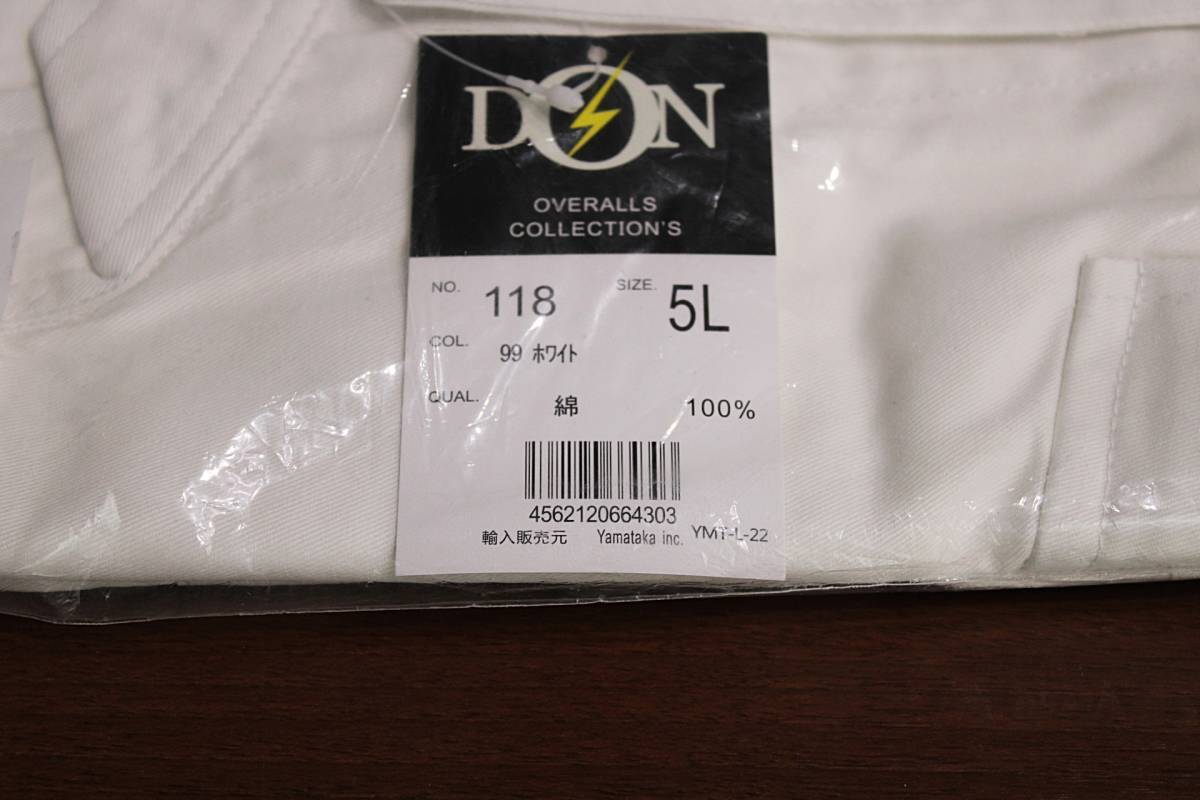 DON
OVERALLS
COLLECTION'S
NO. 118 SIZE. 5L
COL. 99 ﾎﾜｲﾄ
QUAL. 綿 100%
4562120664303
輸入販売元 Yamataka inc. YMT-L-22